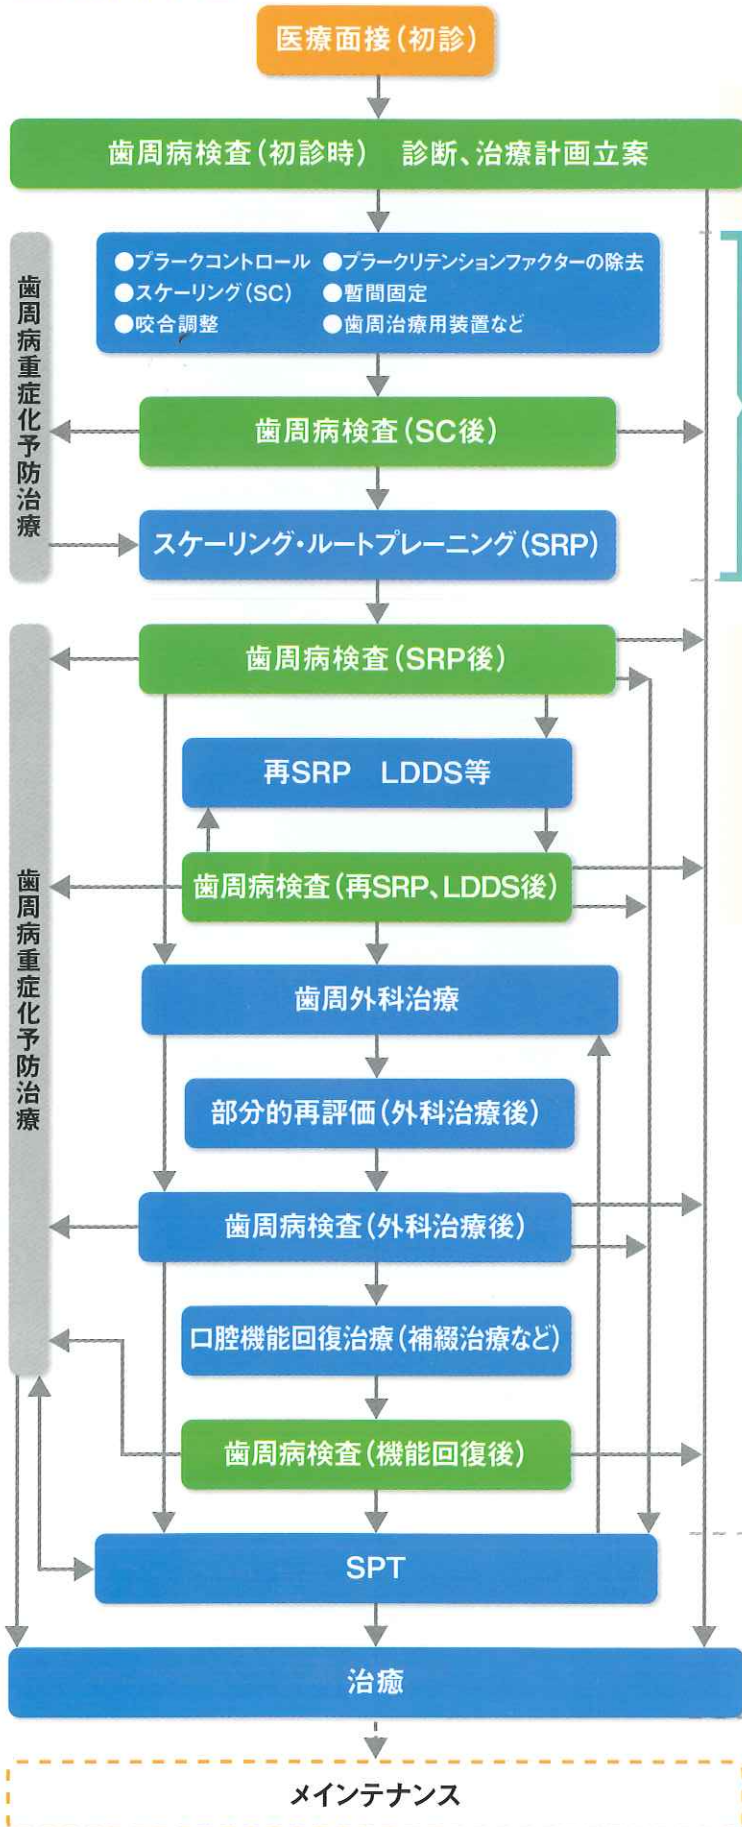 医療面接(初診)
歯周病検査(初診時) 診断、治療計画立案
●プラークコントロール ●プラークリテンションファクターの除去
●スケーリング(SC) ●暫間固定
●咬合調整 ●歯周治療用装置など
歯周病重症化予防治療
歯周病検査(SC後)
スケーリング・ルートプレーニング(SRP)
歯周病検査(SRP後)
再SRP LDDS等
歯周病検査(再SRP、LDDS後)
歯周病重症化予防治療
歯周外科治療
部分的再評価(外科治療後)
歯周病検査(外科治療後)
口腔機能回復治療(補綴治療など)
歯周病検査(機能回復後)
SPT
治癒
メインテナンス